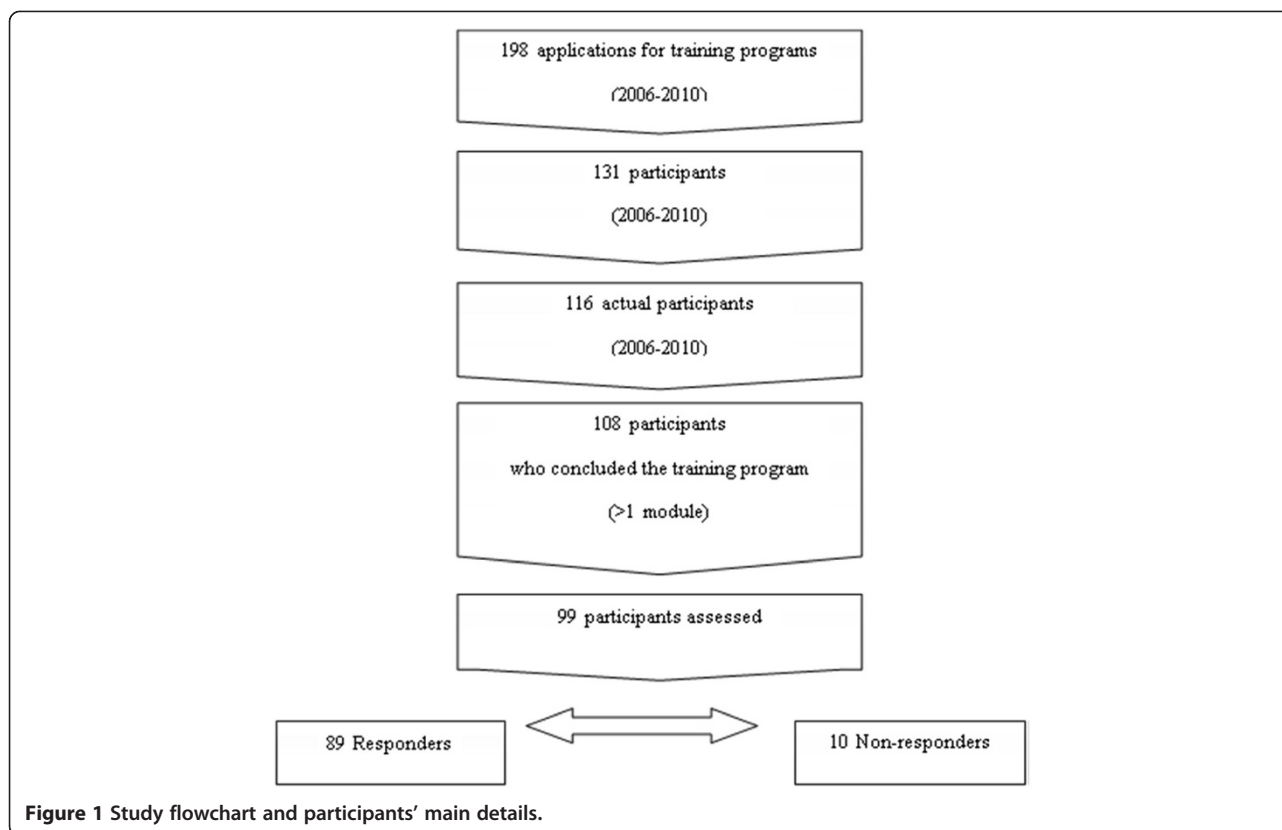 198 applications for training programs
(2006-2010)
131 participants
(2006-2010)
116 actual participants
(2006-2010)
108 participants
who concluded the training program
(>1 module)
99 participants assessed
89 Responders
10 Non-responders
Figure 1 Study flowchart and participants’ main details.